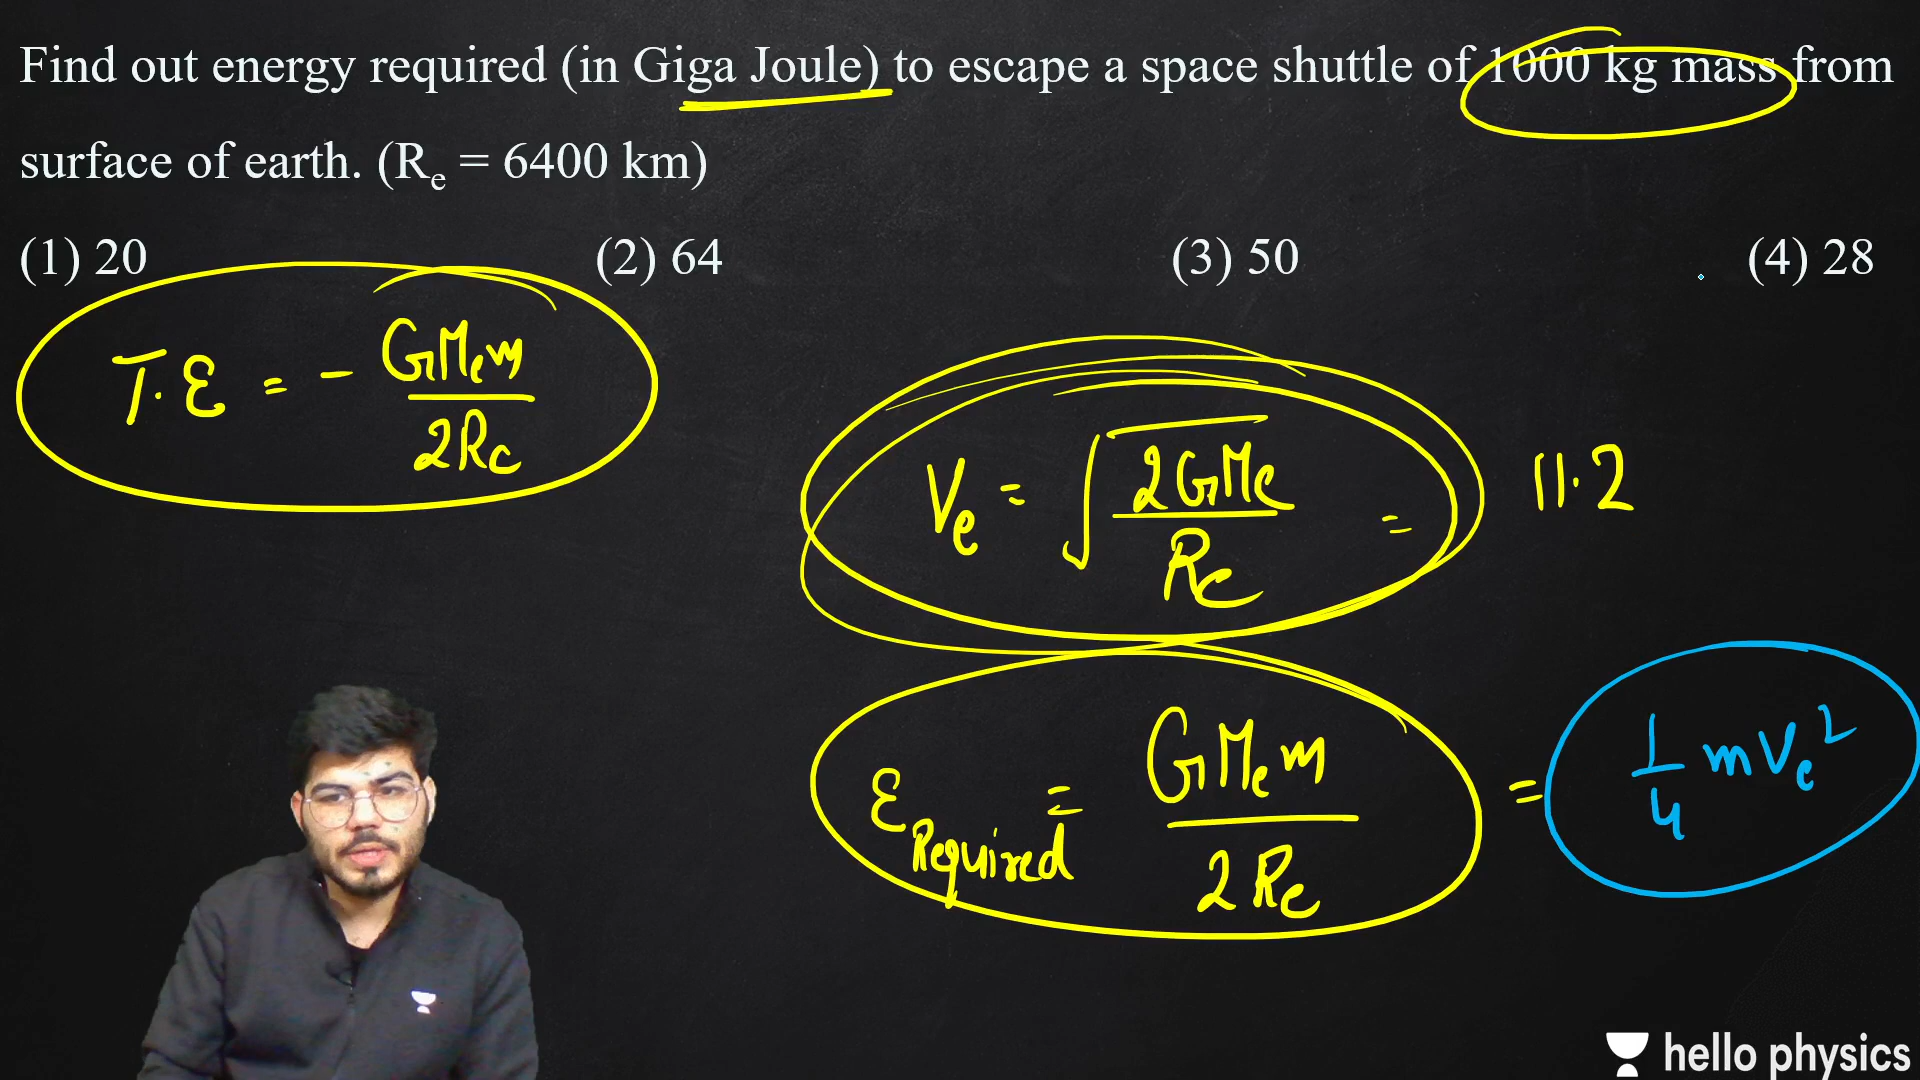 Find out energy required (in Giga Joule) to escape a space shuttle of 1000 kg mass from
surface of earth. (Rₑ = 6400 km)
(1) 20 (2) 64 (3) 50 (4) 28
T.E = - GMem / 2Re
Ve = √(2GMe / Re) = 11.2
ERequired = GMem / 2Re = 1/4 mVe²
hello physics